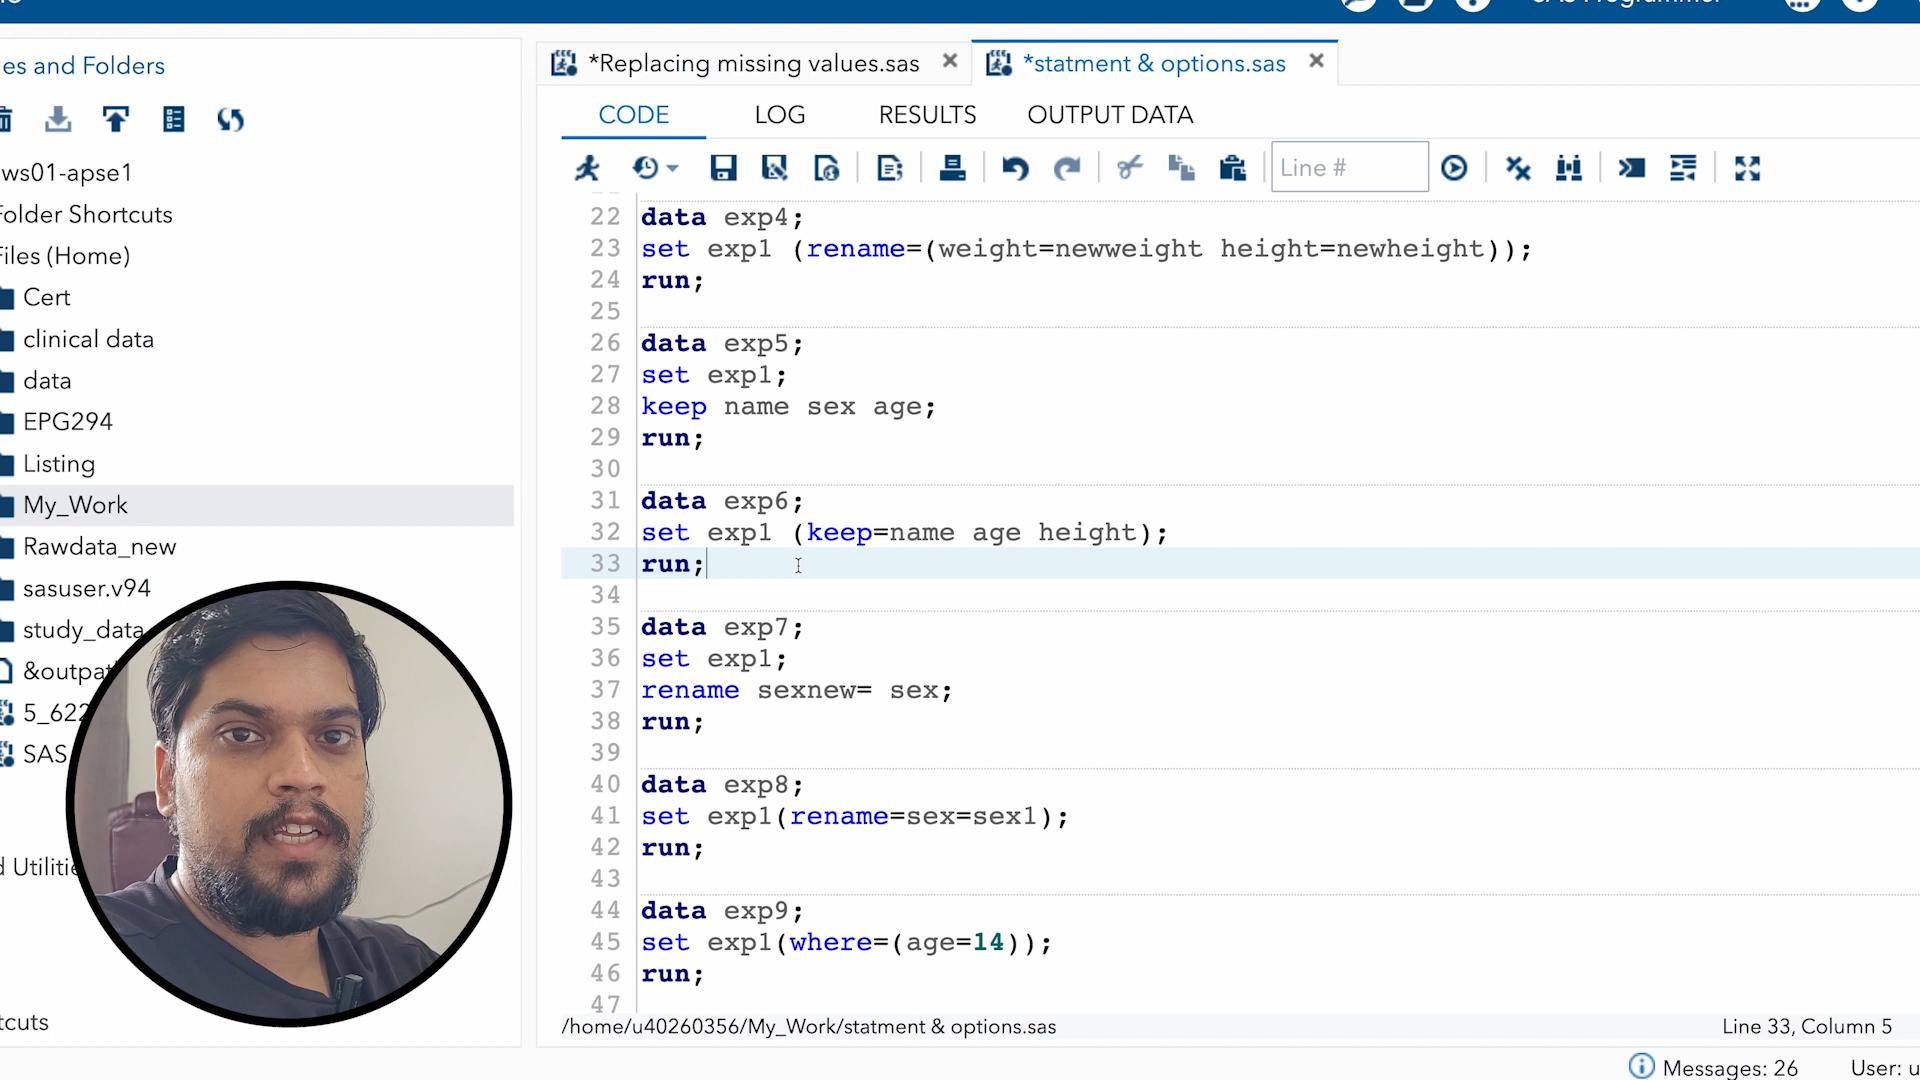 es and Folders
ws01-apse1
Folder Shortcuts
Files (Home)
Cert
clinical data
data
EPG294
Listing
My_Work
Rawdata_new
sasuser.v94
study_data
&outpat
5_622
SAS
d Utilitie
tcuts
*Replacing missing values.sas
*statment & options.sas
CODE LOG RESULTS OUTPUT DATA
Line #
22 data exp4;
23 set exp1 (rename=(weight=newweight height=newheight));
24 run;
25
26 data exp5;
27 set exp1;
28 keep name sex age;
29 run;
30
31 data exp6;
32 set exp1 (keep=name age height);
33 run;
34
35 data exp7;
36 set exp1;
37 rename sexnew= sex;
38 run;
39
40 data exp8;
41 set exp1(rename=sex=sex1);
42 run;
43
44 data exp9;
45 set exp1(where=(age=14));
46 run;
47
/home/u40260356/My_Work/statment & options.sas
Line 33, Column 5
Messages: 26
User: u